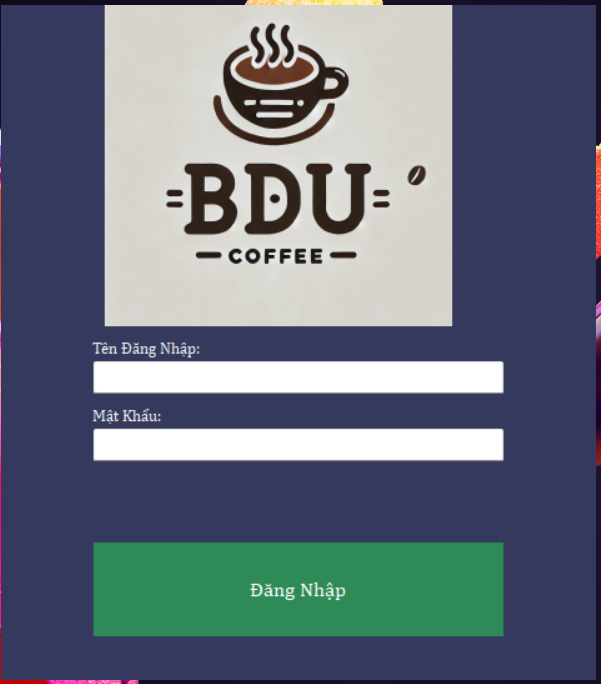 BDU
COFFEE
Tên Đăng Nhập:
Mật Khẩu:
Đăng Nhập